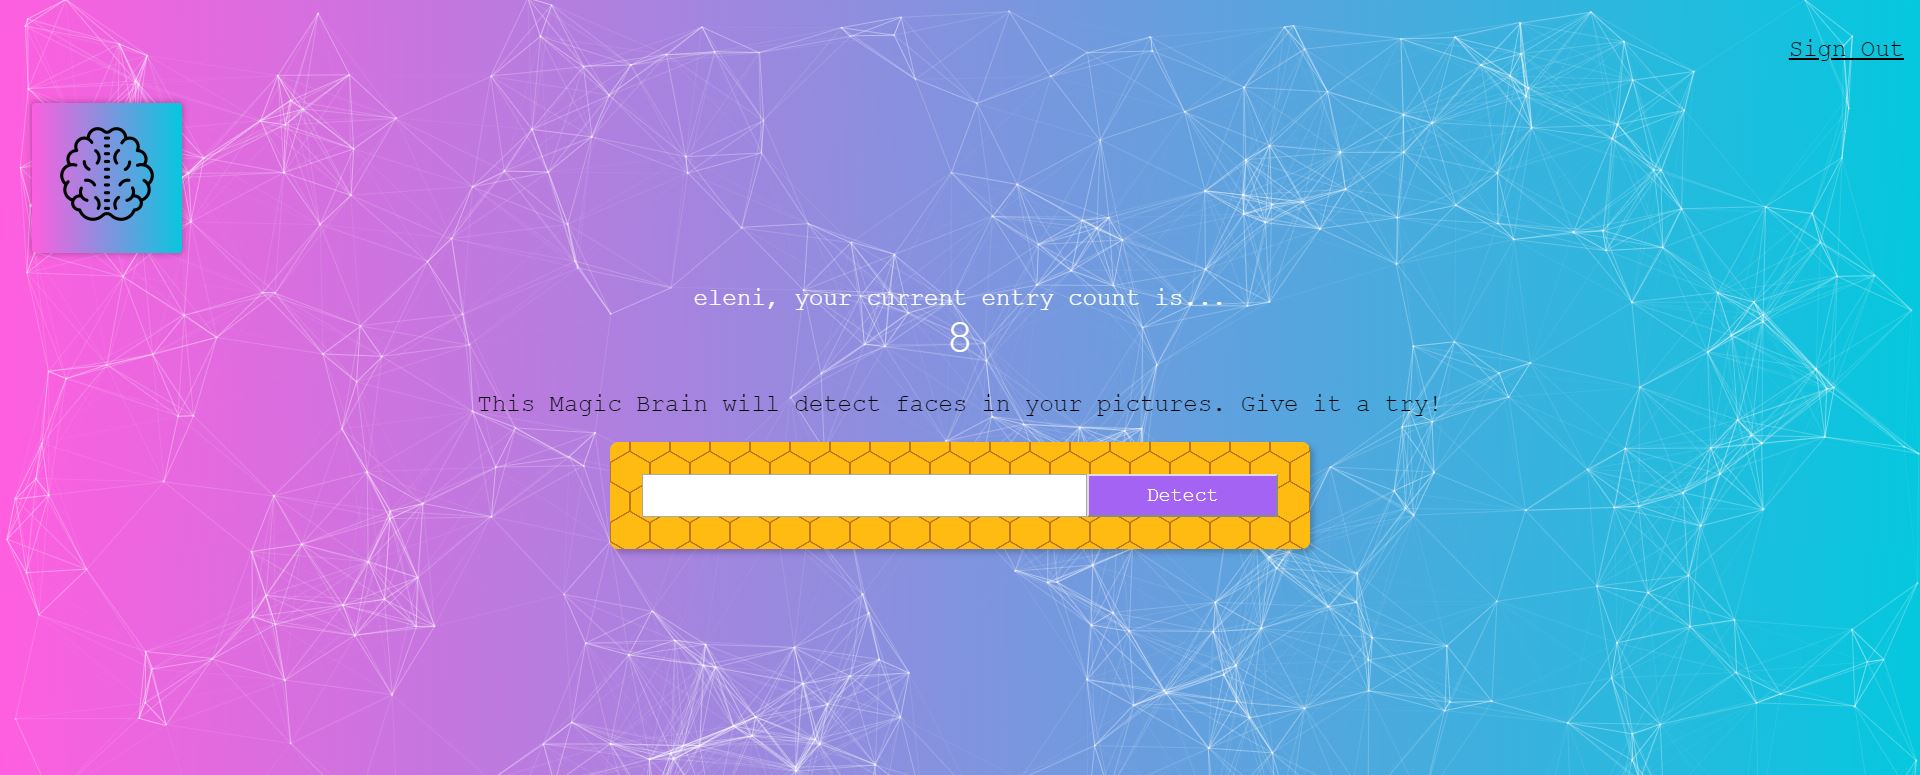 Sign Out
eleni, your current entry count is...
8
This Magic Brain will detect faces in your pictures. Give it a try!
Detect